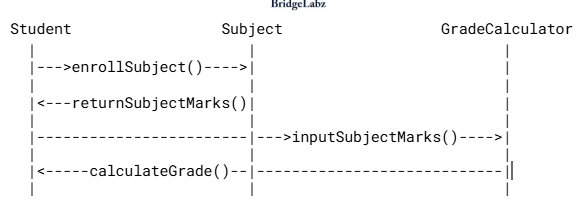 BridgeLabz
Student Subject GradeCalculator
| | |
|--->enrollSubject()---->| |
| | |
|<---returnSubjectMarks()| |
| | |
|------------------------|--->inputSubjectMarks()---->|
| | |
|<-----calculateGrade()--|----------------------------||
| | |